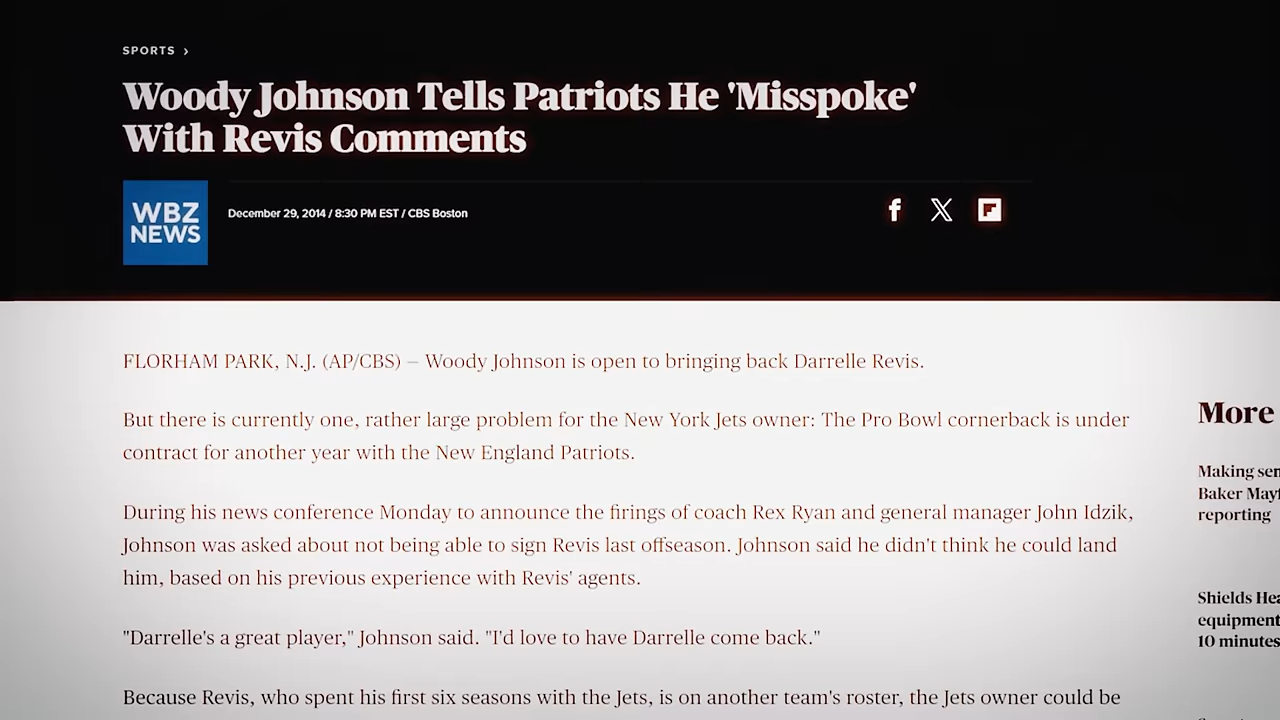 SPORTS ›
Woody Johnson Tells Patriots He 'Misspoke'
With Revis Comments
WBZ
NEWS
December 29, 2014 / 8:30 PM EST / CBS Boston
FLORHAM PARK, N.J. (AP/CBS) — Woody Johnson is open to bringing back Darrelle Revis.
But there is currently one, rather large problem for the New York Jets owner: The Pro Bowl cornerback is under
contract for another year with the New England Patriots.
More
During his news conference Monday to announce the firings of coach Rex Ryan and general manager John Idzik,
Johnson was asked about not being able to sign Revis last offseason. Johnson said he didn't think he could land
him, based on his previous experience with Revis' agents.
Making
Baker
reporting
"Darrelle's a great player," Johnson said. "I'd love to have Darrelle come back."
Shields
equipment
10 minutes
Because Revis, who spent his first six seasons with the Jets, is on another team's roster, the Jets owner could be